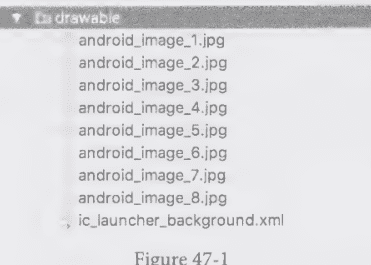 drawable
android_image_1.jpg
android_image_2.jpg
android_image_3.jpg
android_image_4.jpg
android_image_5.jpg
android_image_6.jpg
android_image_7.jpg
android_image_8.jpg
ic_launcher_background.xml
Figure 47-1